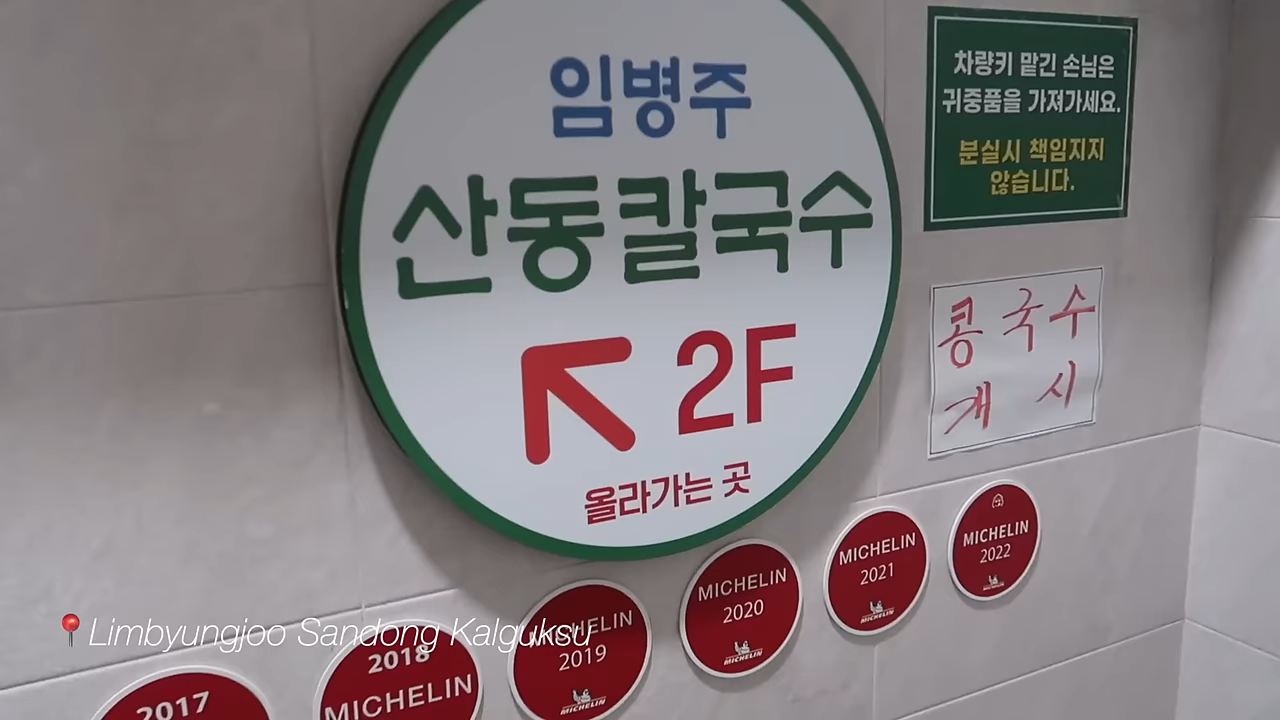 임병주
산동칼국수
2F
올라가는 곳
차량키 맡긴 손님은
귀중품을 가져가세요.
분실시 책임지지
않습니다.
콩국수
개시
MICHELIN
2022
MICHELIN
MICHELIN
2021
MICHELIN
MICHELIN
2020
MICHELIN
MICHELIN
2019
MICHELIN
2018
MICHELIN
2017
Limbyungjoo Sandong Kalguksu